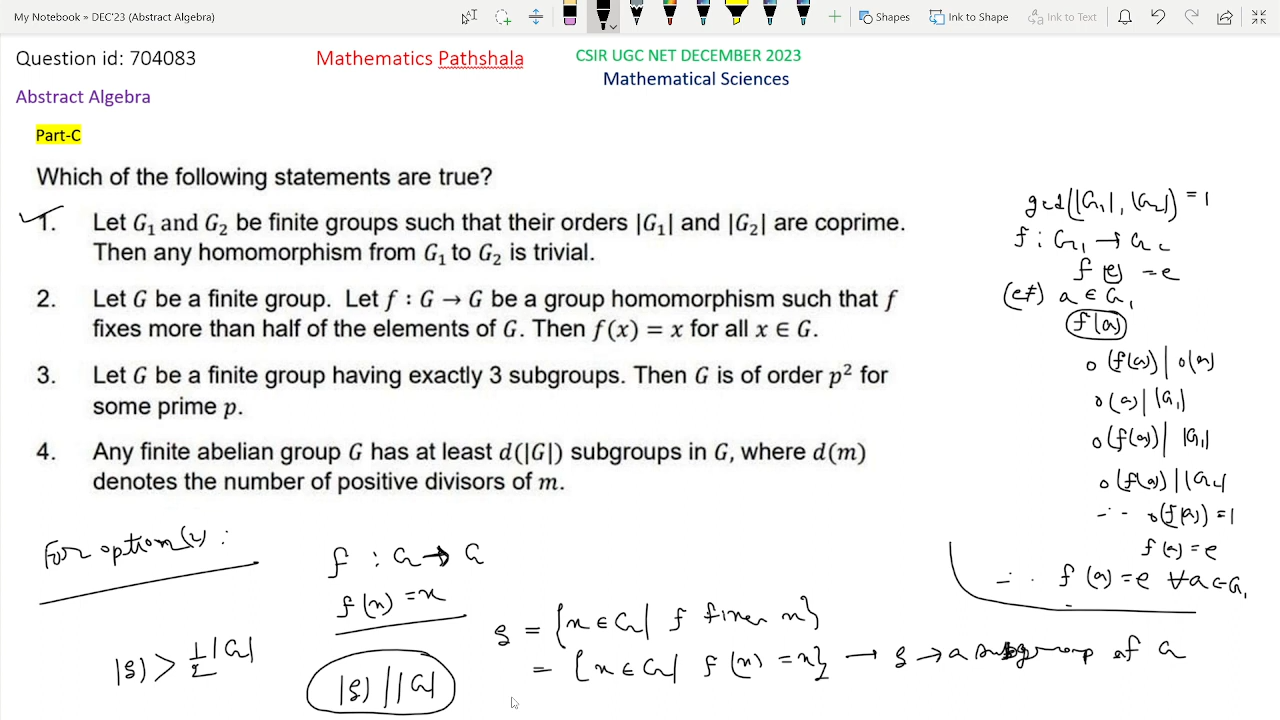 My Notebook » DEC'23 (Abstract Algebra)
Shapes
Ink to Shape
Ink to Text
Question id: 704083
Mathematics Pathshala
CSIR UGC NET DECEMBER 2023
Mathematical Sciences
Abstract Algebra
Part-C
Which of the following statements are true?
1. Let G₁ and G₂ be finite groups such that their orders |G₁| and |G₂| are coprime.
Then any homomorphism from G₁ to G₂ is trivial.
2. Let G be a finite group. Let f : G → G be a group homomorphism such that f
fixes more than half of the elements of G. Then f(x) = x for all x ∈ G.
3. Let G be a finite group having exactly 3 subgroups. Then G is of order p² for
some prime p.
4. Any finite abelian group G has at least d(|G|) subgroups in G, where d(m)
denotes the number of positive divisors of m.
gcd(|G₁|, |G₂|) = 1
f : G₁ → G₂
f(e) = e
(e≠) a ∈ G₁
f(a)
o(f(a)) | o(a)
o(a) | |G₁|
o(f(a)) | |G₁|
o(f(a)) | |G₂|
∴ o(f(a)) = 1
f(a) = e
∴ f(a) = e ∀ a ∈ G₁
For option(2) :
f : G → G
f(x) = x
S = {x ∈ G | f fixes x}
= {x ∈ G | f(x) = x} → S → a subgroup of G
|S| > 1/2 |G|
|S| | |G|